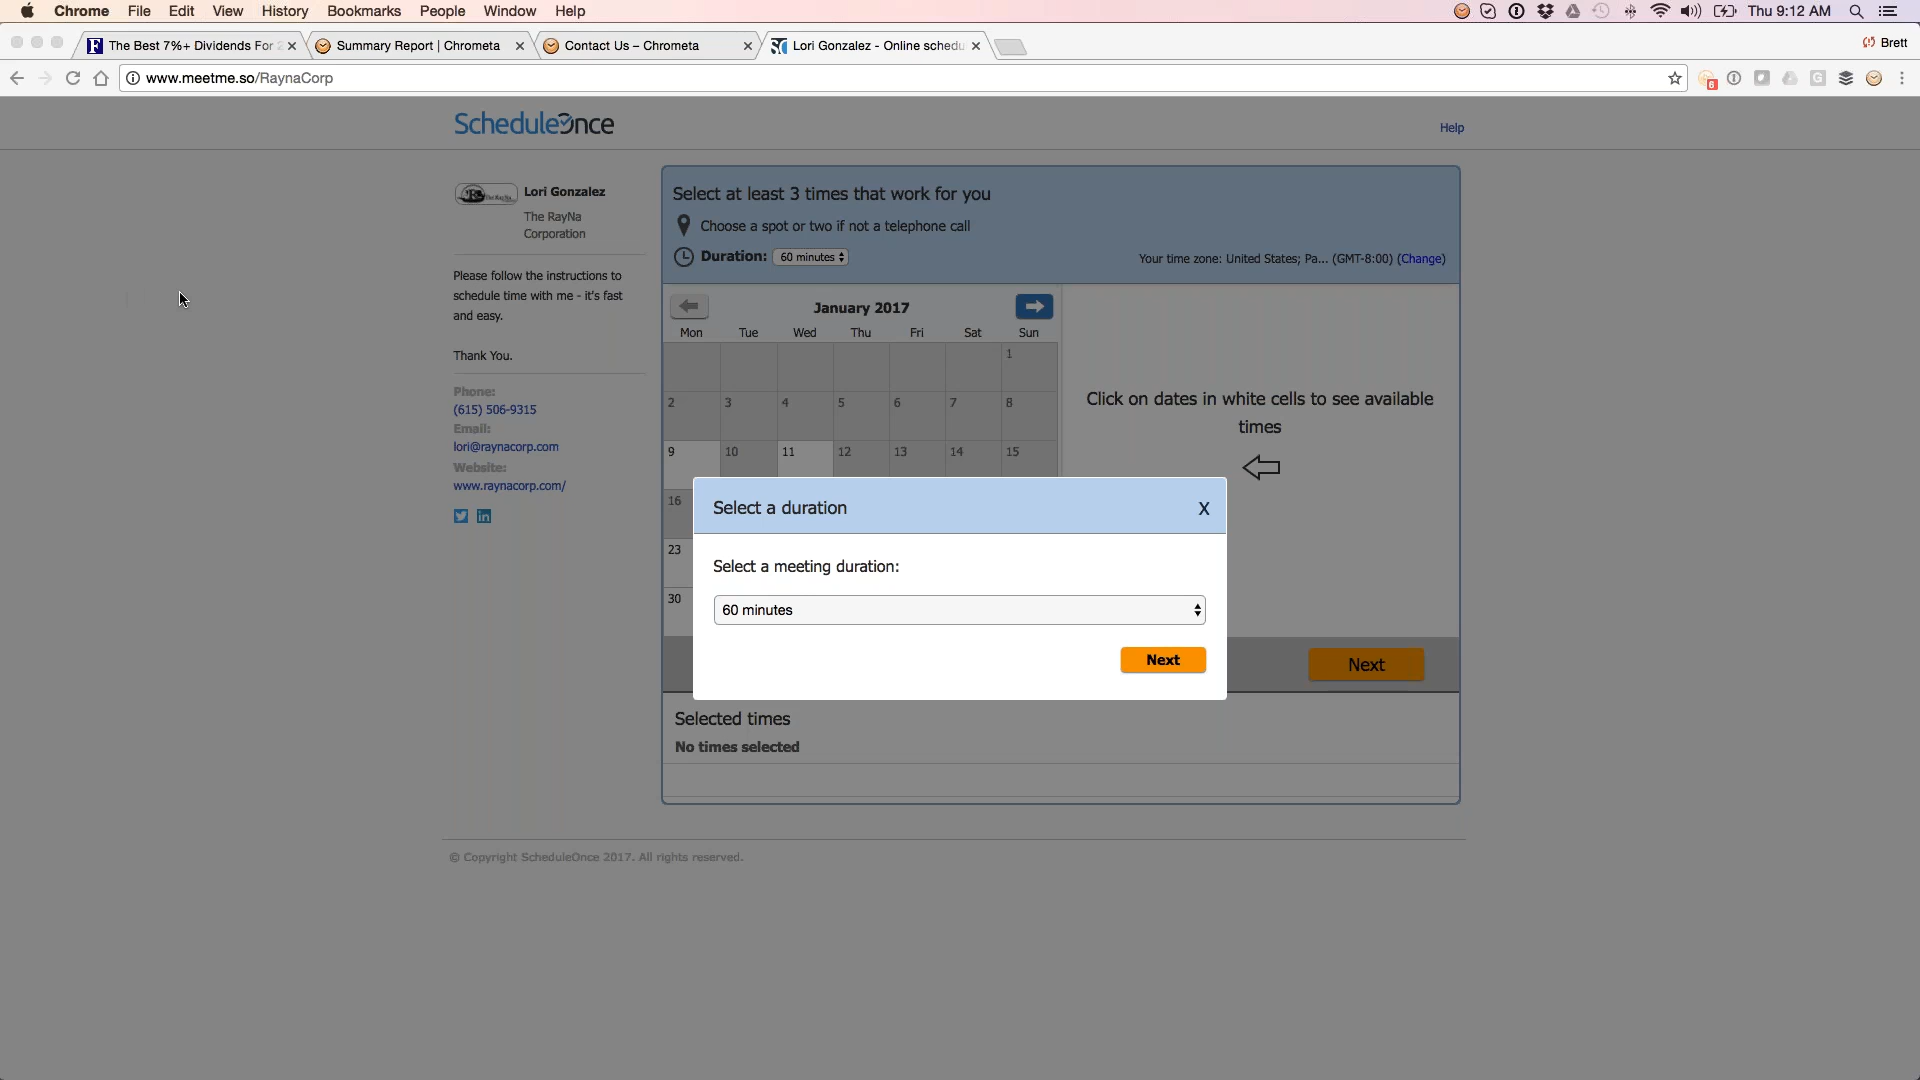 Chrome File Edit View History Bookmarks People Window Help Thu 9:12 AM
The Best 7%+ Dividends For Summary Report | Chrometa Contact Us – Chrometa Lori Gonzalez - Online schedu Brett
www.meetme.so/RaynaCorp
ScheduleOnce
Help
Lori Gonzalez
The RayNa
Corporation
Please follow the instructions to
schedule time with me - it's fast
and easy.
Thank You.
Phone:
(615) 506-9315
Email:
lori@raynacorp.com
Website:
www.raynacorp.com/
Select at least 3 times that work for you
Choose a spot or two if not a telephone call
Duration: 60 minutes
Your time zone: United States; Pa... (GMT-8:00) (Change)
January 2017
Mon Tue Wed Thu Fri Sat Sun
1
2 3 4 5 6 7 8
9 10 11 12 13 14 15
16
23
30
Click on dates in white cells to see available
times
Select a duration X
Select a meeting duration:
60 minutes
Next
Next
Selected times
No times selected
© Copyright ScheduleOnce 2017. All rights reserved.